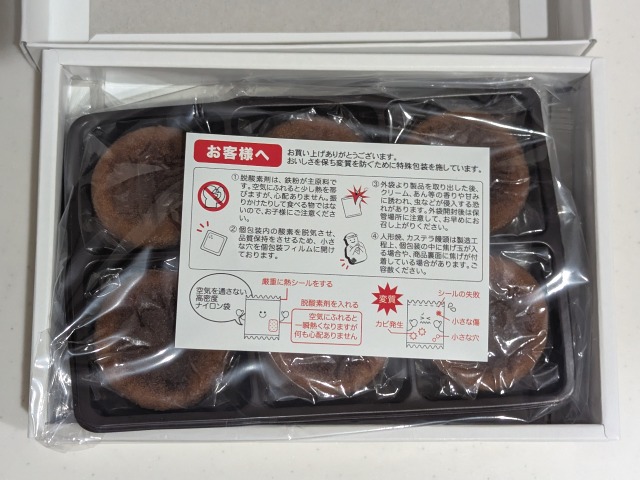 お客様へ
お買い上げありがとうございます。
おいしさを保ち変質を防ぐために特殊包装を施しています。
①脱酸素剤は、鉄粉が主原料です。空気にふれると少し熱を帯
びますが、心配ありません。振
りかけたりして食べる物ではな
いので、お子様にご注意ください。
②個包装内の酸素を脱気させ、
品質保持をさせるため、小さ
な穴を個包装フィルムに開け
ております。
③外袋より製品を取り出した後、
クリーム、あん等の香りや甘み
に誘われ、虫などが侵入する恐
れがあります。外袋開封後は保
管場所に注意して、お早めにお
召し上がりください。
④人形焼、カステラ饅頭は製造工
程上、個包装の中に焦げ玉が入
る場合や、商品裏面に焦げが付
着している場合があります。ご
容赦ください。
空気を通さない
高密度
ナイロン袋
厳重に熱シールをする
脱酸素剤を入れる
空気にふれると
一瞬熱くなりますが
何も心配ありません
変質
シールの失敗
カビ発生
小さな傷
小さな穴